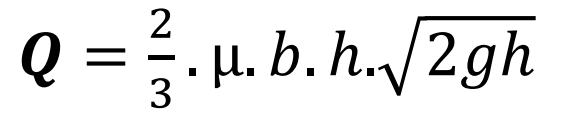 Q = 2/3 . μ. b. h. √2gh